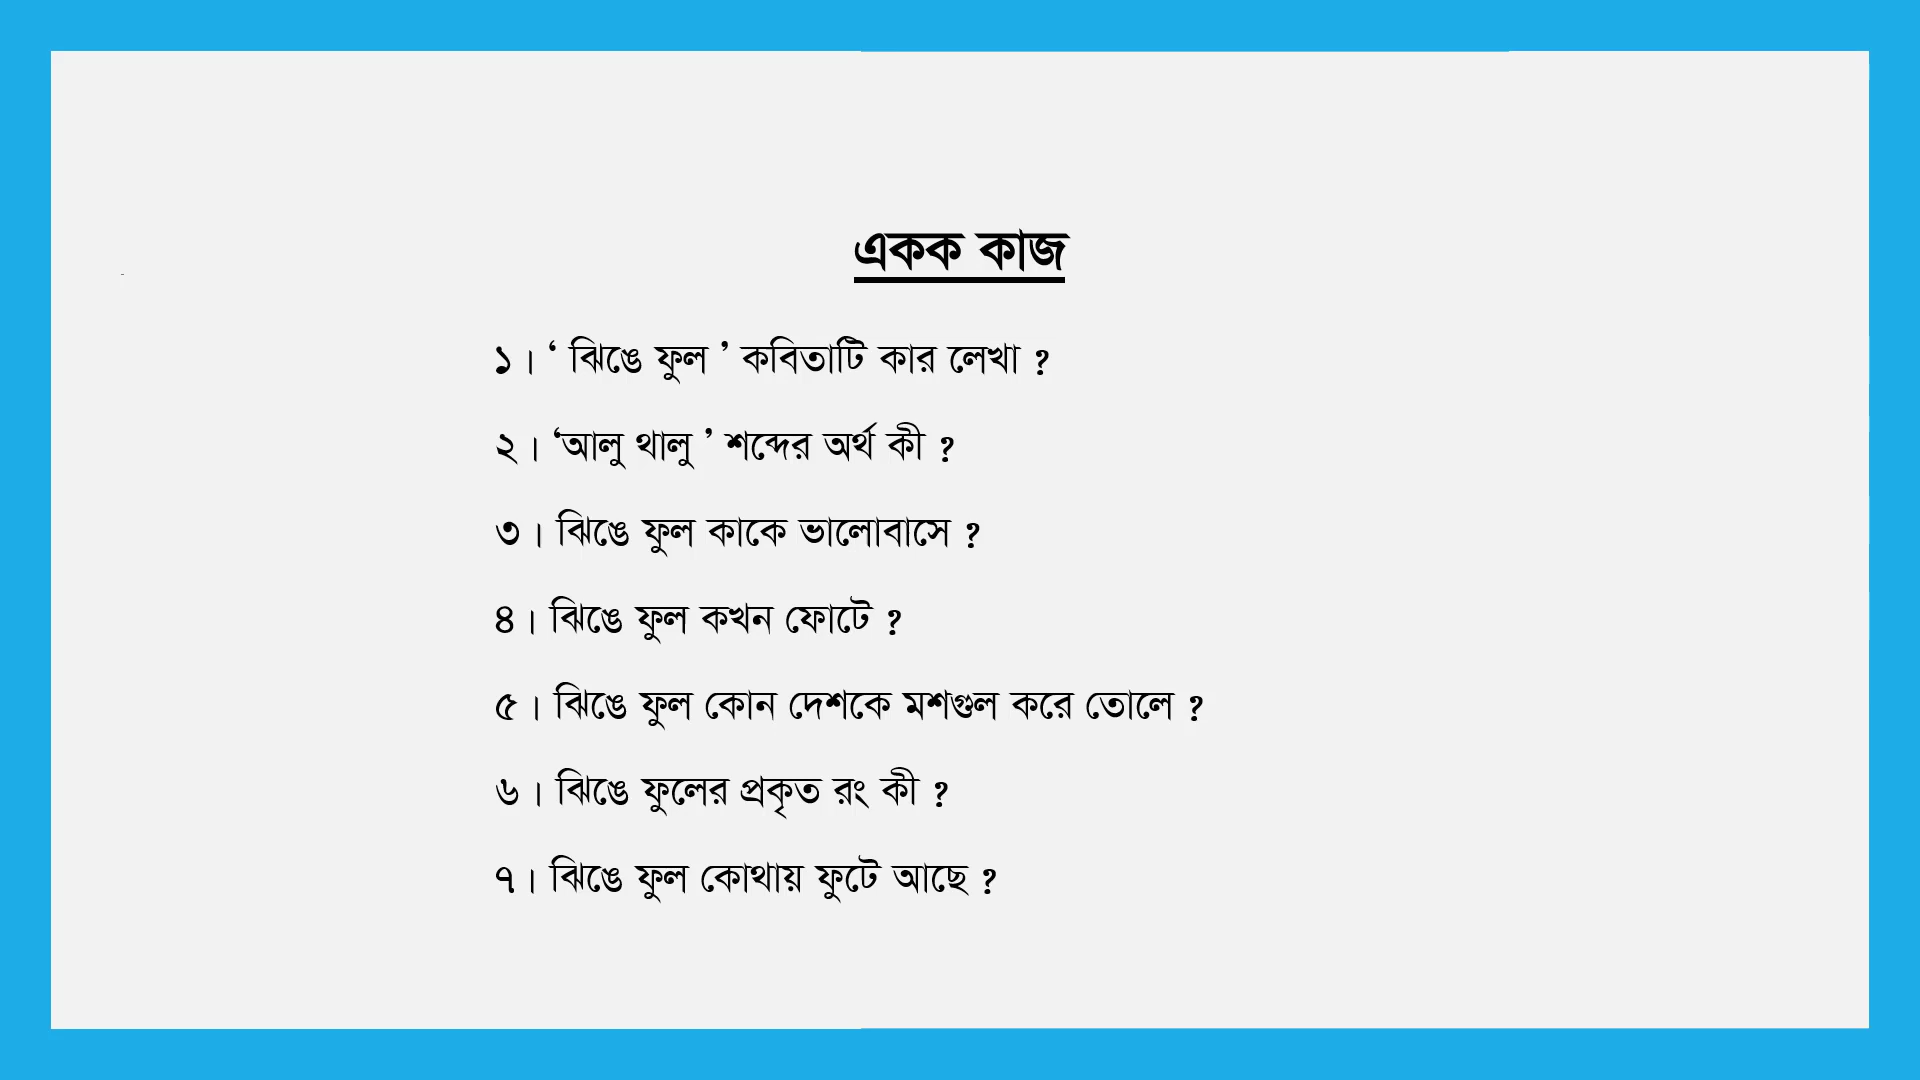 একক কাজ
১। ‘ ঝিঙে ফুল ’ কবিতাটি কার লেখা ?
২। ‘আলু থালু ’ শব্দের অর্থ কী ?
৩। ঝিঙে ফুল কাকে ভালোবাসে ?
৪। ঝিঙে ফুল কখন ফোটে ?
৫। ঝিঙে ফুল কোন দেশকে মশগুল করে তোলে ?
৬। ঝিঙে ফুলের প্রকৃত রং কী ?
৭। ঝিঙে ফুল কোথায় ফুটে আছে ?